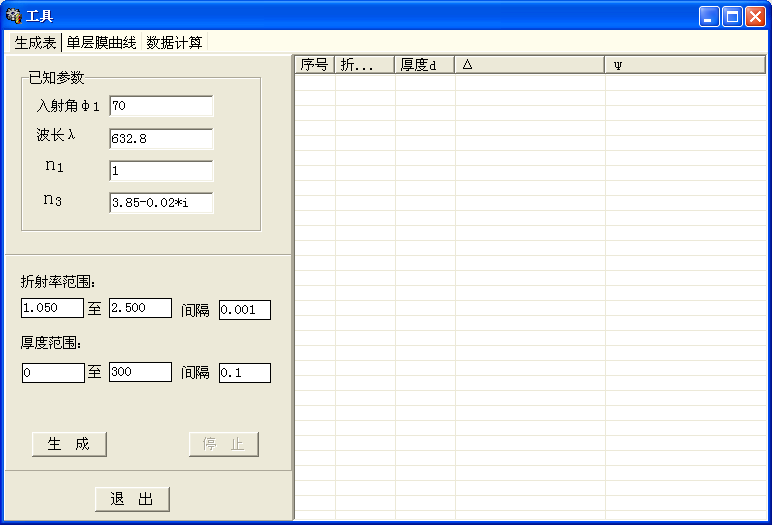 工具
生成表 单层膜曲线 数据计算
已知参数
入射角φ1 70
波长λ 632.8
n1 1
n3 3.85-0.02*i
折射率范围:
1.050 至 2.500 间隔 0.001
厚度范围:
0 至 300 间隔 0.1
生 成 停 止
退 出
序号 折... 厚度d Δ Ψ